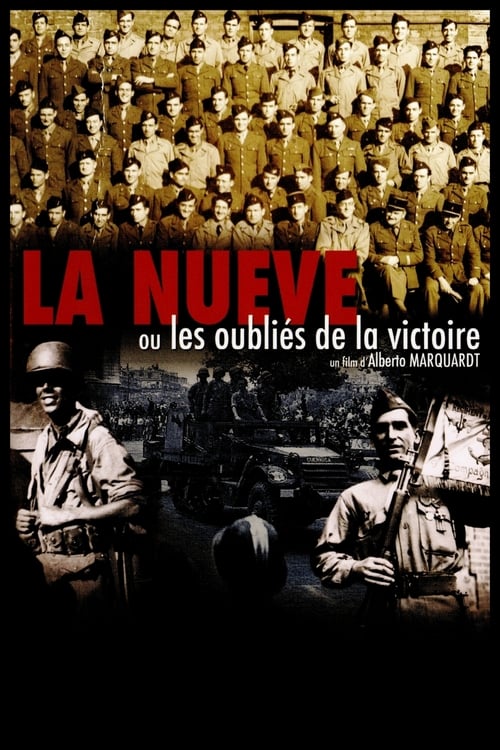 LA NUEVE
ou les oubliés de la victoire
un film d'Alberto MARQUARDT